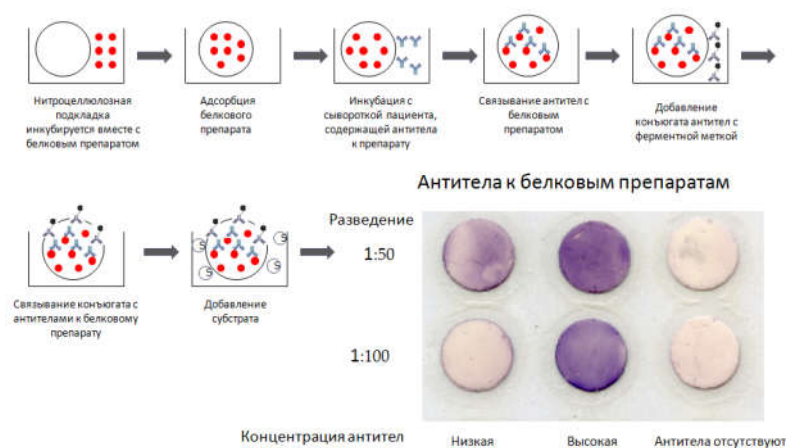 Нитроцеллюлозная
подкладка
инкубируется вместе с
белковым препаратом
Адсорбция
белкового
препарата
Инкубация с
сывороткой пациента,
содержащей антитела
к препарату
Связывание антител с
белковым
препаратом
Добавление
конъюгата антител с
ферментной меткой
Связывание конъюгата с
антителами к белковому
препарату
Добавление
субстрата
Антитела к белковым препаратам
Разведение
1:50
1:100
Концентрация антител
Низкая
Высокая
Антитела отсутствуют